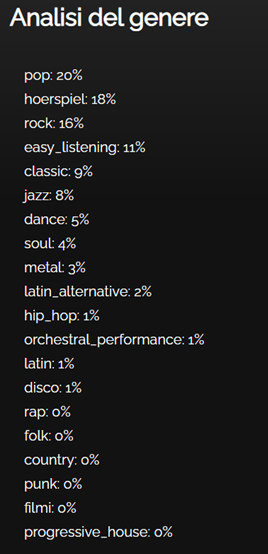 Analisi del genere
pop: 20%
hoerspiel: 18%
rock: 16%
easy_listening: 11%
classic: 9%
jazz: 8%
dance: 5%
soul: 4%
metal: 3%
latin_alternative: 2%
hip_hop: 1%
orchestral_performance: 1%
latin: 1%
disco: 1%
rap: 0%
folk: 0%
country: 0%
punk: 0%
filmi: 0%
progressive_house: 0%